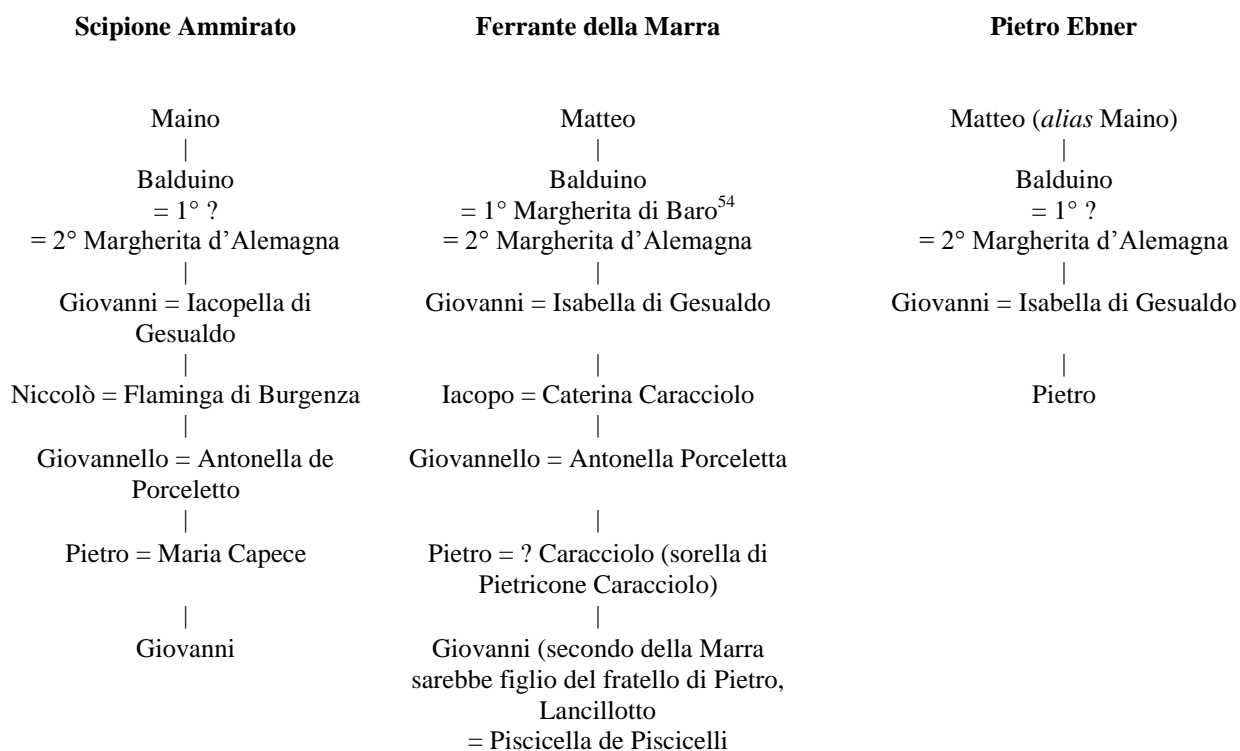 Scipione Ammirato
Maino
|
Balduino
= 1° ?
= 2° Margherita d’Alemagna
|
Giovanni = Iacopella di
Gesualdo
|
Niccolò = Flaminga di Burgenza
|
Giovannello = Antonella de
Porceletto
|
Pietro = Maria Capece
|
Giovanni
Ferrante della Marra
Matteo
|
Balduino
= 1° Margherita di Baro54
= 2° Margherita d’Alemagna
|
Giovanni = Isabella di Gesualdo
|
Iacopo = Caterina Caracciolo
|
Giovannello = Antonella Porceletta
|
Pietro = ? Caracciolo (sorella di
Pietricone Caracciolo)
|
Giovanni (secondo della Marra
sarebbe figlio del fratello di Pietro,
Lancillotto
= Piscicella de Piscicelli
Pietro Ebner
Matteo (alias Maino)
|
Balduino
= 1° ?
= 2° Margherita d’Alemagna
|
Giovanni = Isabella di Gesualdo
|
Pietro